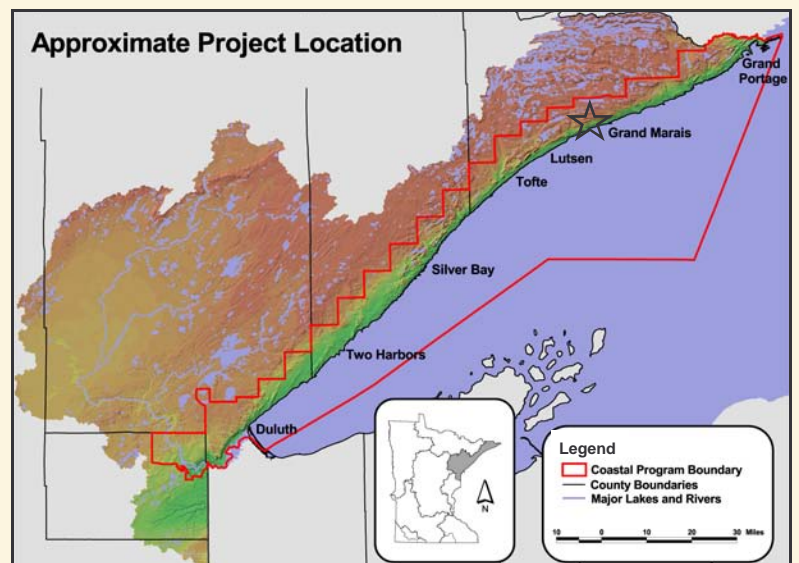 Approximate Project Location
Grand
Portage
Grand Marais
Lutsen
Tofte
Silver Bay
Two Harbors
Duluth
N
Legend
Coastal Program Boundary
County Boundaries
Major Lakes and Rivers
10 0 10 20 30 Miles